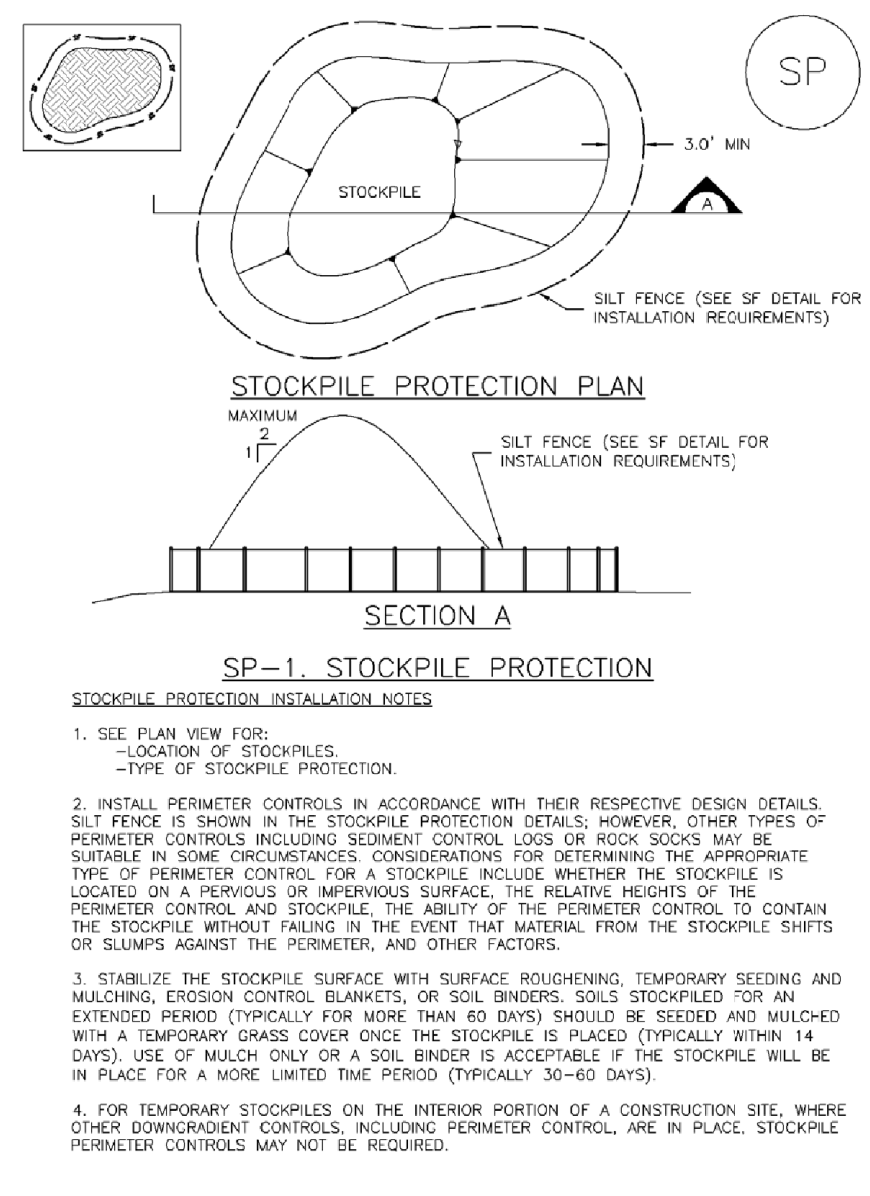 SP
3.0' MIN
STOCKPILE
A
SILT FENCE (SEE SF DETAIL FOR
INSTALLATION REQUIREMENTS)
STOCKPILE PROTECTION PLAN
MAXIMUM
2
1
SILT FENCE (SEE SF DETAIL FOR
INSTALLATION REQUIREMENTS)
SECTION A
SP-1. STOCKPILE PROTECTION
STOCKPILE PROTECTION INSTALLATION NOTES
1. SEE PLAN VIEW FOR:
-LOCATION OF STOCKPILES.
-TYPE OF STOCKPILE PROTECTION.
2. INSTALL PERIMETER CONTROLS IN ACCORDANCE WITH THEIR RESPECTIVE DESIGN DETAILS.
SILT FENCE IS SHOWN IN THE STOCKPILE PROTECTION DETAILS; HOWEVER, OTHER TYPES OF
PERIMETER CONTROLS INCLUDING SEDIMENT CONTROL LOGS OR ROCK SOCKS MAY BE
SUITABLE IN SOME CIRCUMSTANCES. CONSIDERATIONS FOR DETERMINING THE APPROPRIATE
TYPE OF PERIMETER CONTROL FOR A STOCKPILE INCLUDE WHETHER THE STOCKPILE IS
LOCATED ON A PERVIOUS OR IMPERVIOUS SURFACE, THE RELATIVE HEIGHTS OF THE
PERIMETER CONTROL AND STOCKPILE, THE ABILITY OF THE PERIMETER CONTROL TO CONTAIN
THE STOCKPILE WITHOUT FAILING IN THE EVENT THAT MATERIAL FROM THE STOCKPILE SHIFTS
OR SLUMPS AGAINST THE PERIMETER, AND OTHER FACTORS.
3. STABILIZE THE STOCKPILE SURFACE WITH SURFACE ROUGHENING, TEMPORARY SEEDING AND
MULCHING, EROSION CONTROL BLANKETS, OR SOIL BINDERS. SOILS STOCKPILED FOR AN
EXTENDED PERIOD (TYPICALLY FOR MORE THAN 60 DAYS) SHOULD BE SEEDED AND MULCHED
WITH A TEMPORARY GRASS COVER ONCE THE STOCKPILE IS PLACED (TYPICALLY WITHIN 14
DAYS). USE OF MULCH ONLY OR A SOIL BINDER IS ACCEPTABLE IF THE STOCKPILE WILL BE
IN PLACE FOR A MORE LIMITED TIME PERIOD (TYPICALLY 30-60 DAYS).
4. FOR TEMPORARY STOCKPILES ON THE INTERIOR PORTION OF A CONSTRUCTION SITE, WHERE
OTHER DOWNGRADIENT CONTROLS, INCLUDING PERIMETER CONTROL, ARE IN PLACE, STOCKPILE
PERIMETER CONTROLS MAY NOT BE REQUIRED.